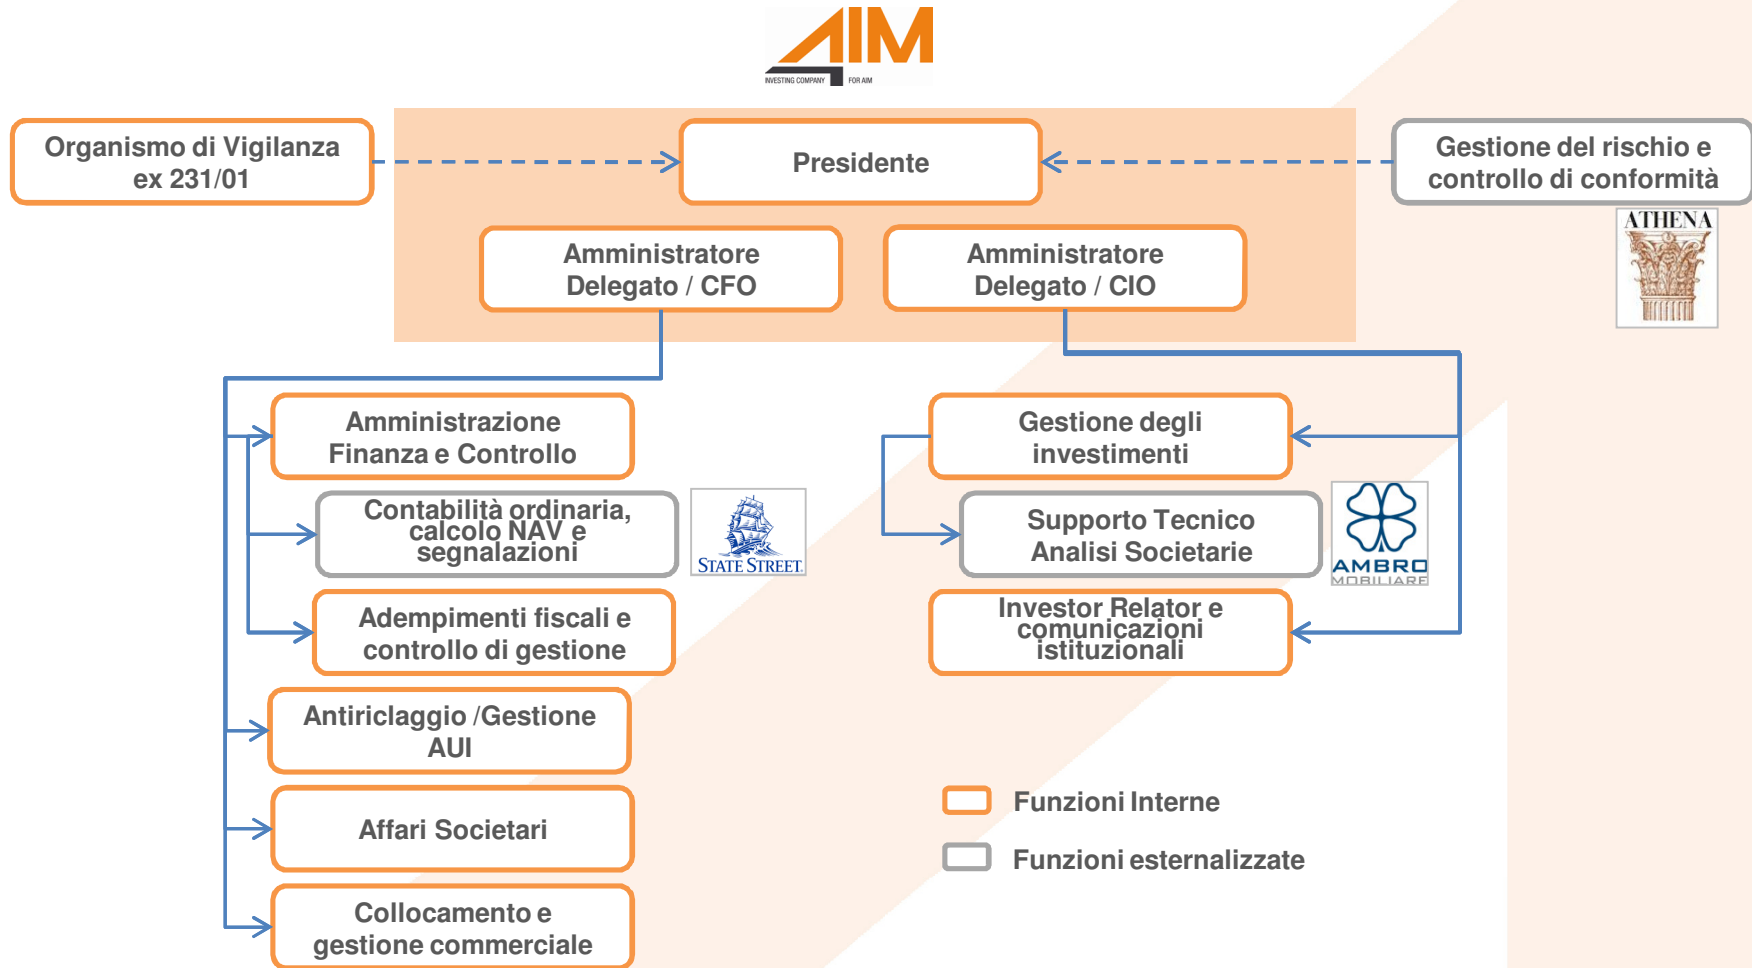 AIM
INVESTING COMPANY FOR AIM
Organismo di Vigilanza
ex 231/01
Presidente
Gestione del rischio e
controllo di conformità
ATHENA
Amministratore
Delegato / CFO
Amministratore
Delegato / CIO
Amministrazione
Finanza e Controllo
Gestione degli
investimenti
Contabilità ordinaria,
calcolo NAV e
segnalazioni
STATE STREET.
Supporto Tecnico
Analisi Societarie
AMBRO
MOBILIARE
Adempimenti fiscali e
controllo di gestione
Investor Relator e
comunicazioni
istituzionali
Antiriclaggio /Gestione
AUI
Affari Societari
Collocamento e
gestione commerciale
Funzioni Interne
Funzioni esternalizzate